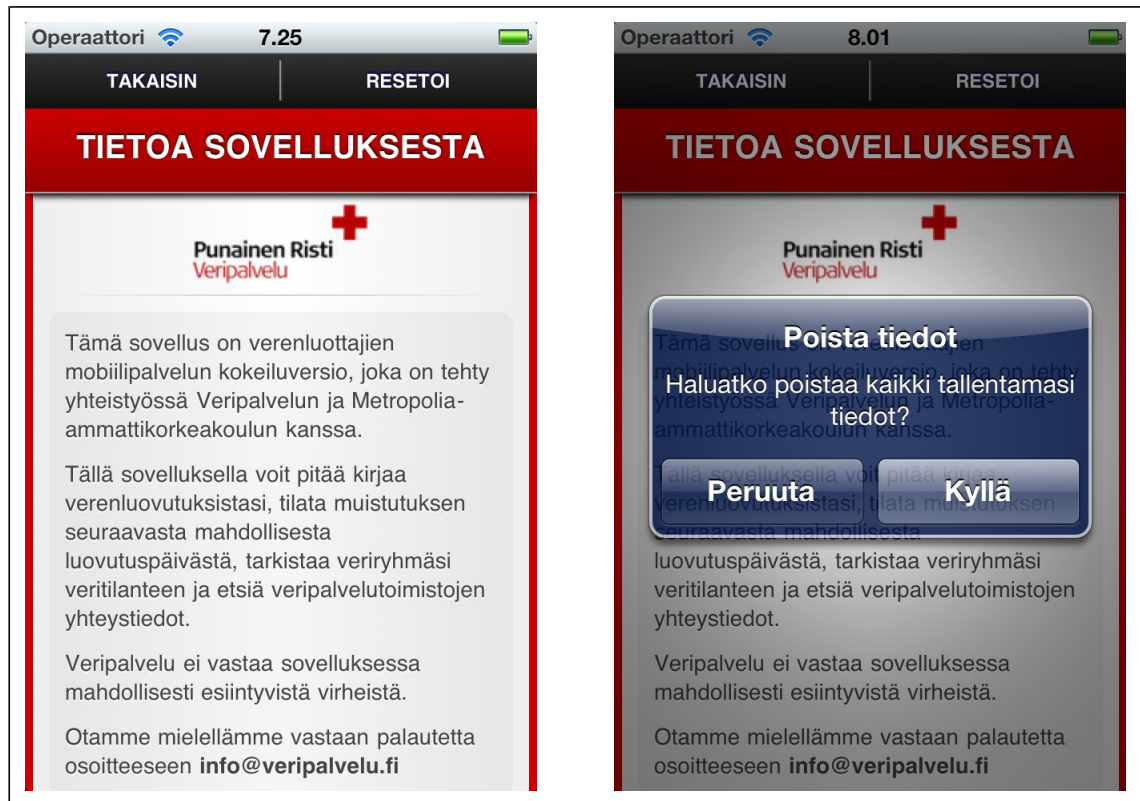 Operaattori 7.25
TAKAISIN RESETOI
TIETOA SOVELLUKSESTA
Punainen Risti
Veripalvelu
Tämä sovellus on verenluottajien
mobiilipalvelun kokeiluversio, joka on tehty
yhteistyössä Veripalvelun ja Metropolia-
ammattikorkeakoulun kanssa.
Tällä sovelluksella voit pitää kirjaa
verenluovutuksistasi, tilata muistutuksen
seuraavasta mahdollisesta
luovutuspäivästä, tarkistaa veriryhmäsi
veritilanteen ja etsiä veripalvelutoimistojen
yhteystiedot.
Veripalvelu ei vastaa sovelluksessa
mahdollisesti esiintyvistä virheistä.
Otamme mielellämme vastaan palautetta
osoitteeseen info@veripalvelu.fi
Operaattori 8.01
TAKAISIN RESETOI
TIETOA SOVELLUKSESTA
Punainen Risti
Veripalvelu
Poista tiedot
Haluatko poistaa kaikki tallentamasi
tiedot?
Peruuta Kyllä
luovutuspäivästä, tarkistaa veriryhmäsi
veritilanteen ja etsiä veripalvelutoimistojen
yhteystiedot.
Veripalvelu ei vastaa sovelluksessa
mahdollisesti esiintyvistä virheistä.
Otamme mielellämme vastaan palautetta
osoitteeseen info@veripalvelu.fi